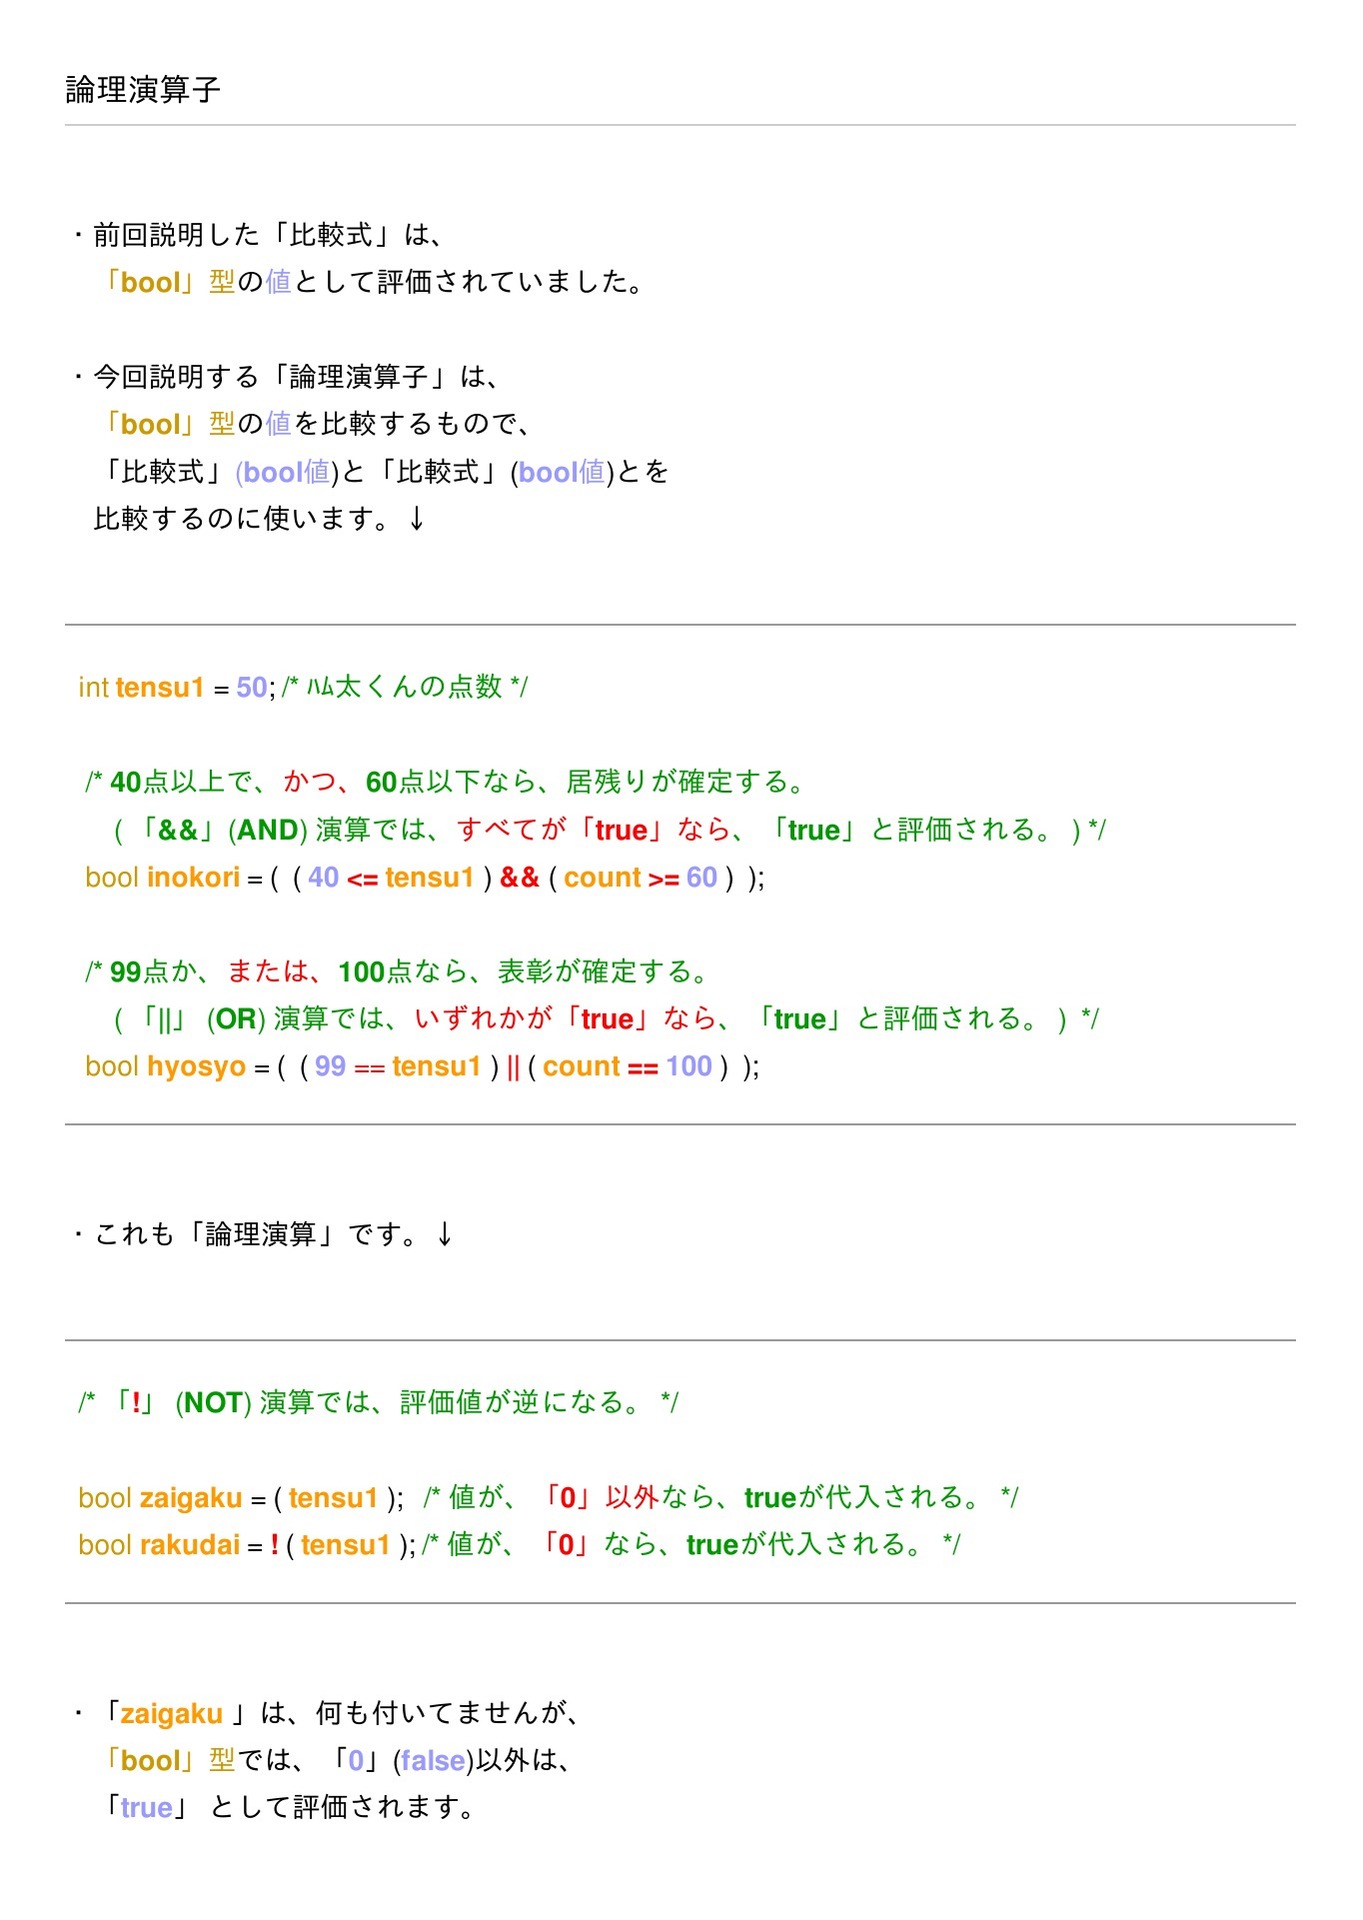 論理演算子
・前回説明した「比較式」は、
「bool」型の値として評価されていました。
・今回説明する「論理演算子」は、
「bool」型の値を比較するもので、
「比較式」(bool値)と「比較式」(bool値)とを
比較するのに使います。↓
int tensu1 = 50; /* ﾊﾑ太くんの点数 */
/* 40点以上で、かつ、60点以下なら、居残りが確定する。
( 「&&」(AND) 演算では、すべてが「true」なら、「true」と評価される。 ) */
bool inokori = ( ( 40 <= tensu1 ) && ( count >= 60 ) );
/* 99点か、または、100点なら、表彰が確定する。
( 「||」 (OR) 演算では、いずれかが「true」なら、「true」と評価される。 ) */
bool hyosyo = ( ( 99 == tensu1 ) || ( count == 100 ) );
・これも「論理演算」です。↓
/* 「!」 (NOT) 演算では、評価値が逆になる。 */
bool zaigaku = ( tensu1 ); /* 値が、「0」以外なら、trueが代入される。 */
bool rakudai = ! ( tensu1 ); /* 値が、「0」なら、trueが代入される。 */
・「zaigaku 」は、何も付いてませんが、
「bool」型では、「0」(false)以外は、
「true」 として評価されます。